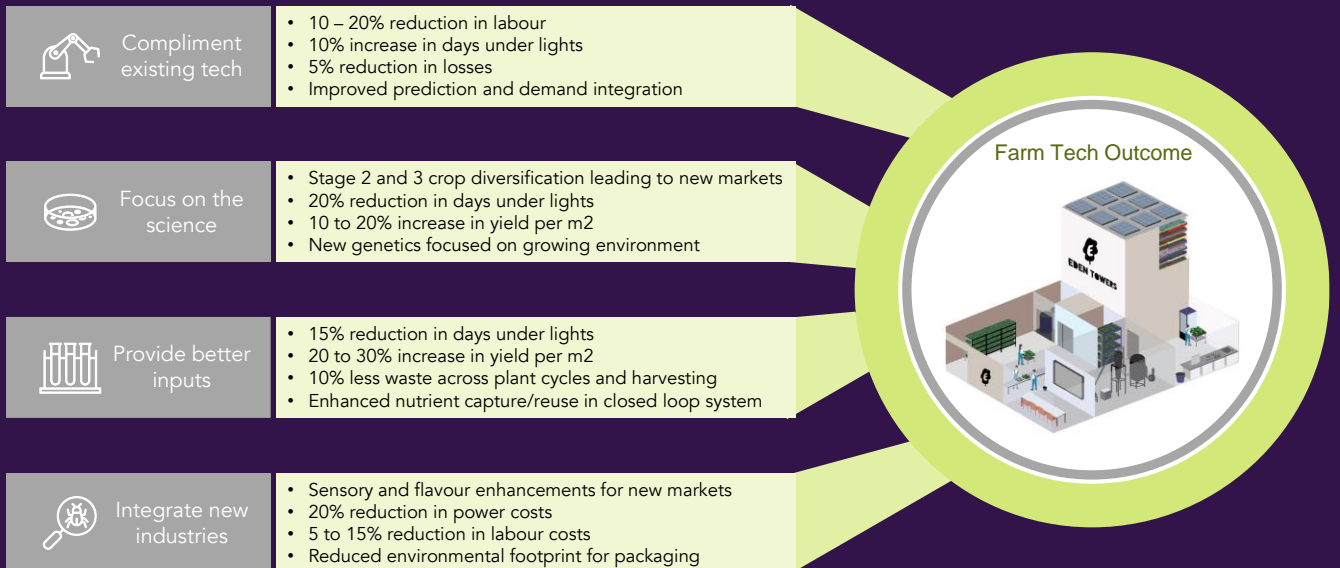 Compliment
existing tech
• 10 – 20% reduction in labour
• 10% increase in days under lights
• 5% reduction in losses
• Improved prediction and demand integration
Focus on the
science
• Stage 2 and 3 crop diversification leading to new markets
• 20% reduction in days under lights
• 10 to 20% increase in yield per m2
• New genetics focused on growing environment
Provide better
inputs
• 15% reduction in days under lights
• 20 to 30% increase in yield per m2
• 10% less waste across plant cycles and harvesting
• Enhanced nutrient capture/reuse in closed loop system
Integrate new
industries
• Sensory and flavour enhancements for new markets
• 20% reduction in power costs
• 5 to 15% reduction in labour costs
• Reduced environmental footprint for packaging
Farm Tech Outcome
EDEN TOWERS